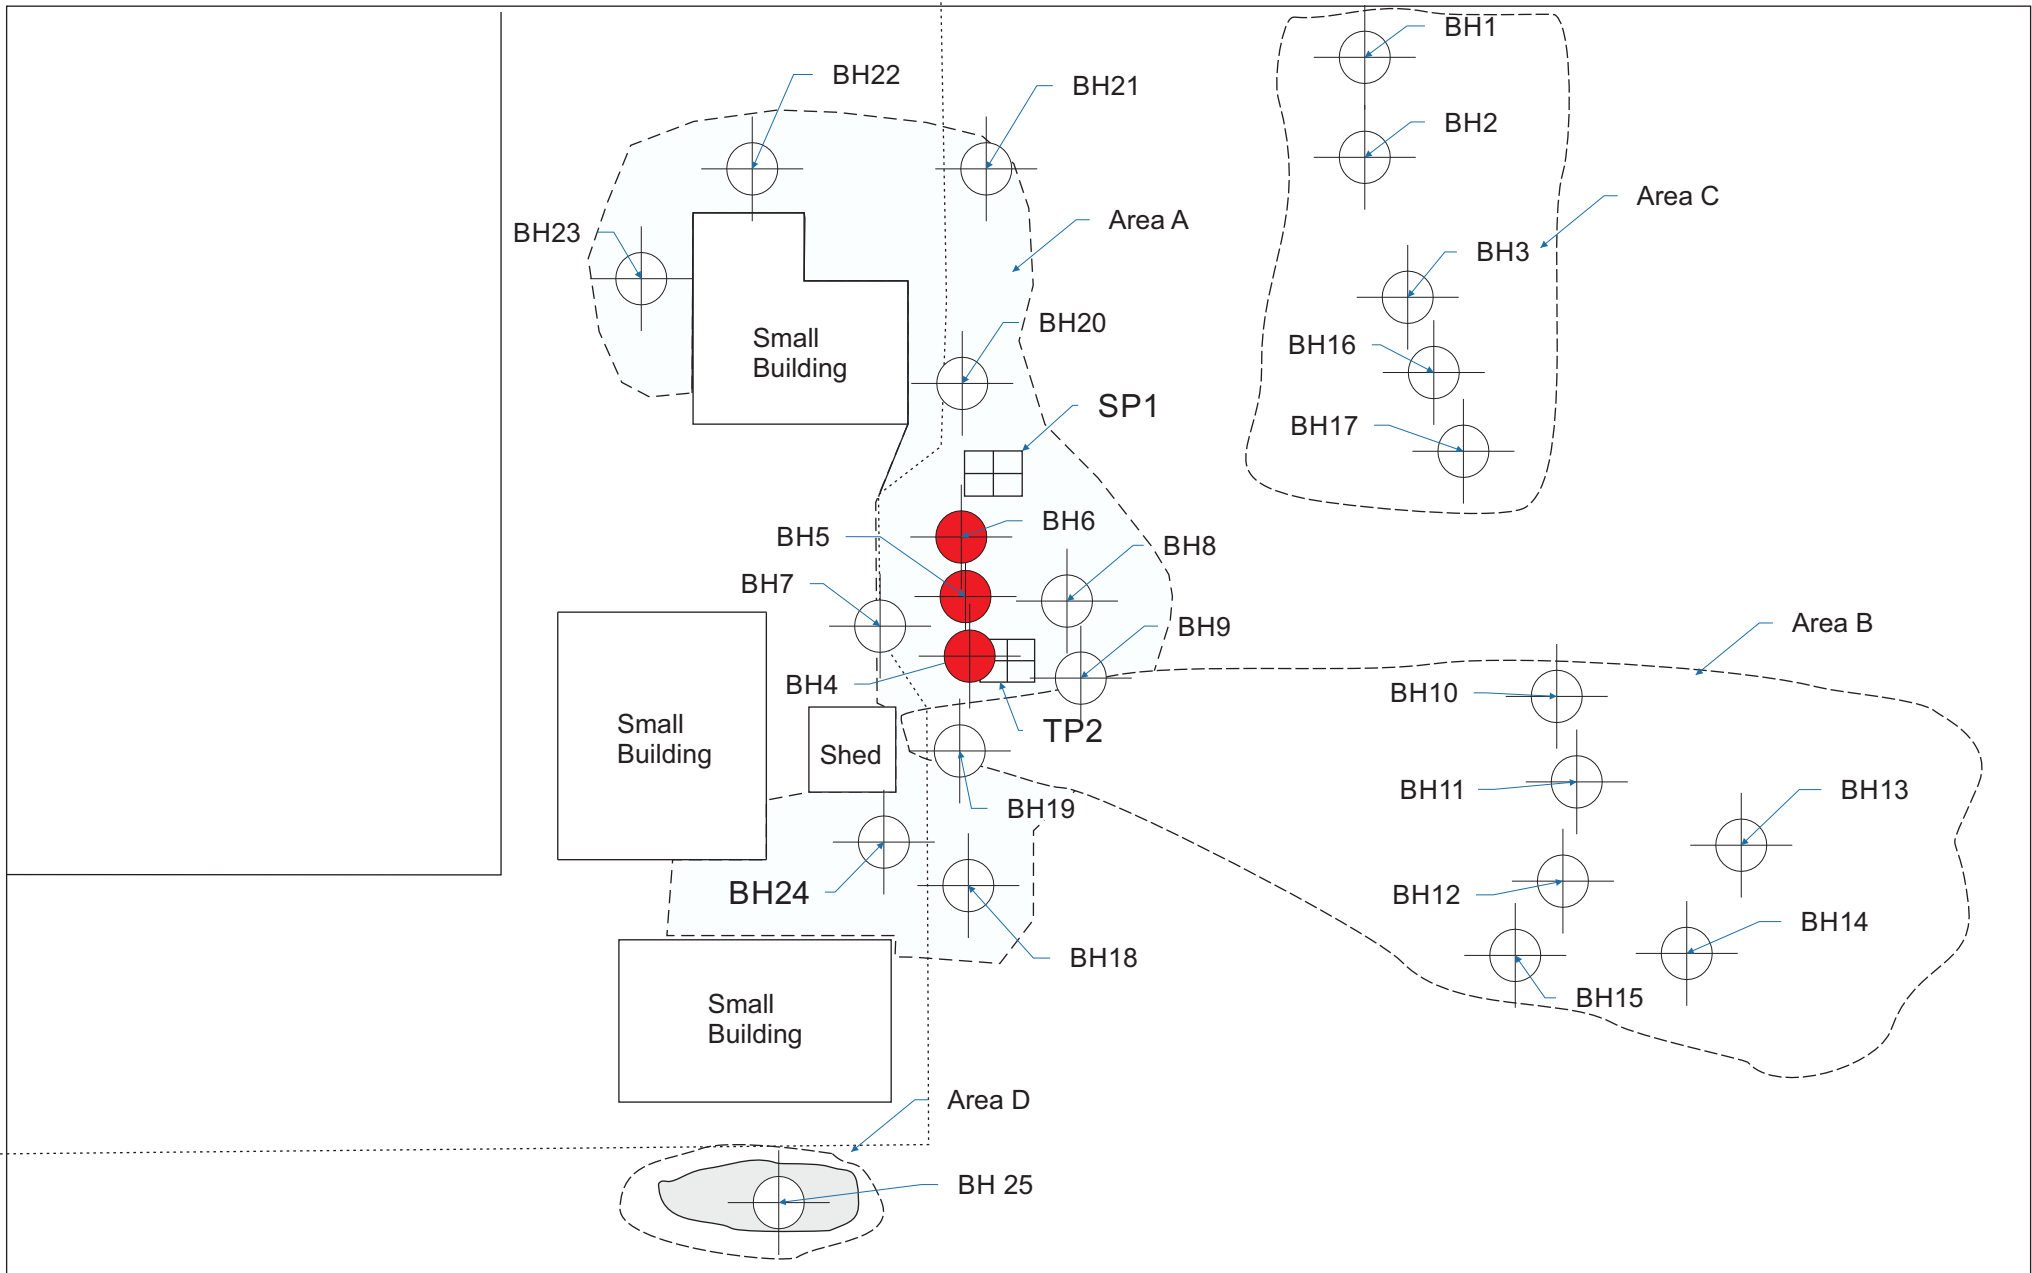 BH1
BH22
BH21
BH2
Area C
Area A
BH23
BH3
BH20
Small
Building
BH16
SP1
BH17
BH6
BH5
BH8
BH7
BH9
Area B
BH4
BH10
Small
Building
TP2
Shed
BH11
BH13
BH19
BH24
BH12
BH14
BH18
BH15
Small
Building
Area D
BH 25